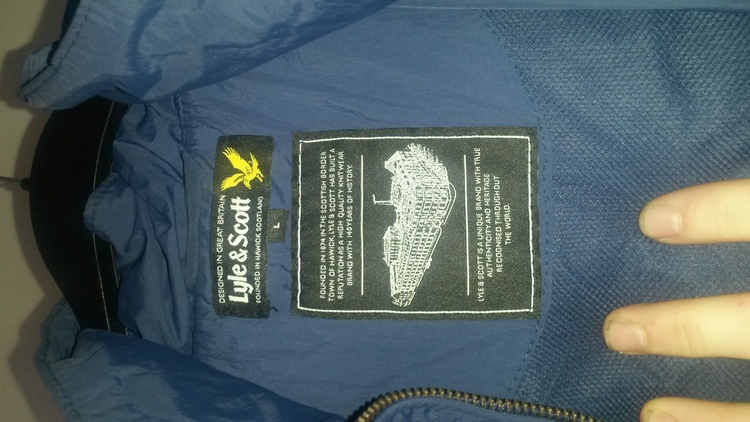 DESIGNED IN GREAT BRITAIN
Lyle & Scott
FOUNDED IN HAWICK SCOTLAND
L
FOUNDED IN 1874 IN THE SCOTTISH BORDER
TOWN OF HAWICK, LYLE & SCOTT HAS BUILT A
REPUTATION AS A HIGH QUALITY KNITWEAR
BRAND WITH 140 YEARS OF HISTORY.
LYLE & SCOTT IS A UNIQUE BRAND WITH TRUE
AUTHENTICITY AND HERITAGE
RECOGNISED THROUGHOUT
THE WORLD.